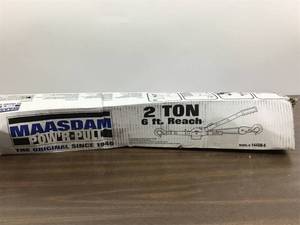 MAASDAM
POW'R-PULL
THE ORIGINAL SINCE 1946
2 TON
6 ft. Reach